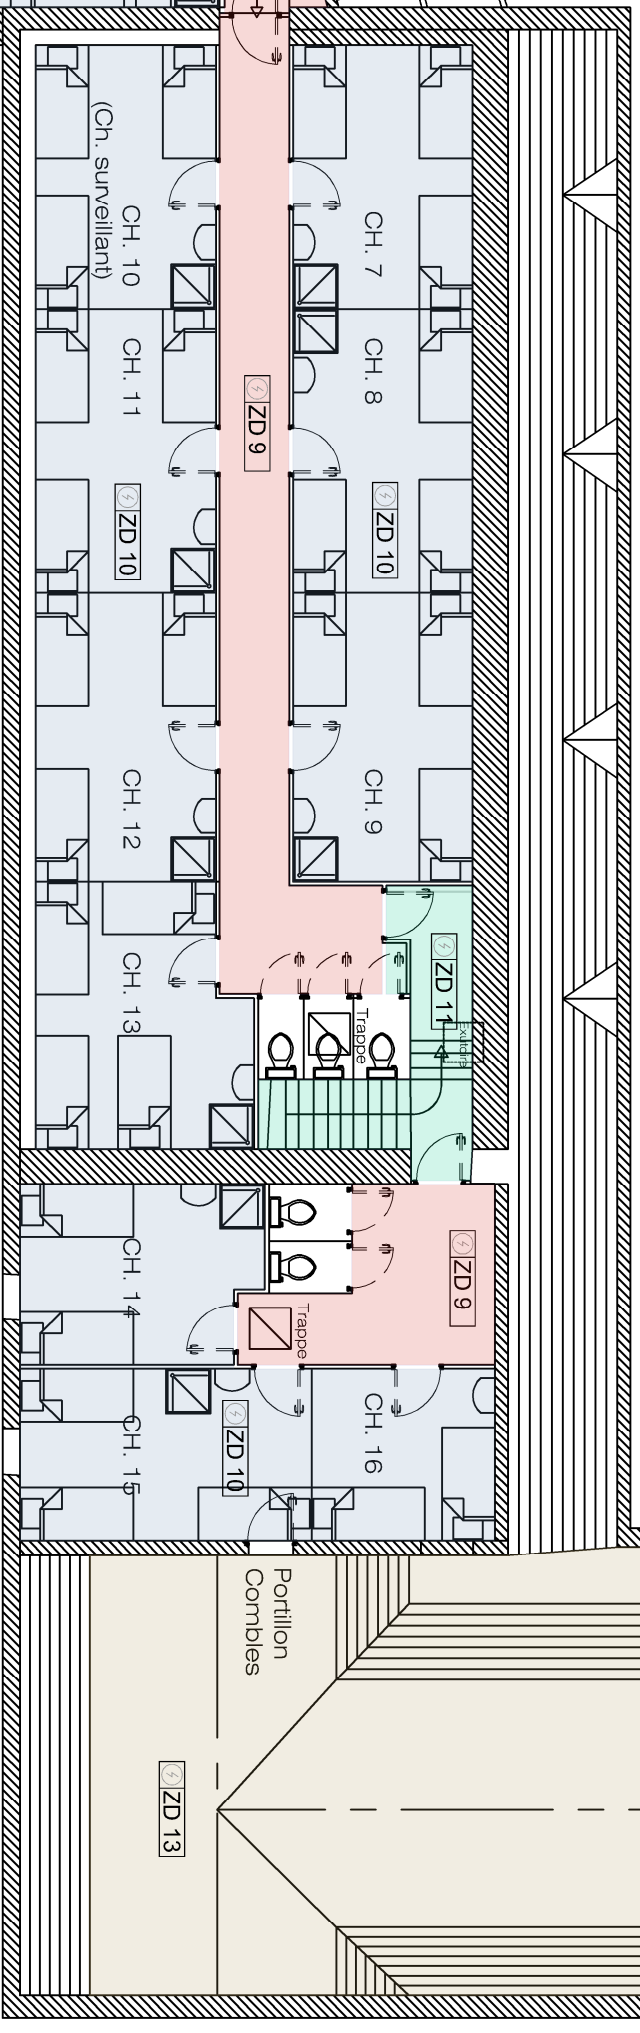 CH. 7
CH. 10
(Ch. surveillant)
CH. 8
CH. 11
ZD 9
ZD 10
ZD 10
CH. 9
CH. 12
ZD 11
Exutoire
CH. 13
Trappe
ZD 9
CH. 14
Trappe
CH. 16
ZD 10
CH. 15
Portillon
Combles
ZD 13